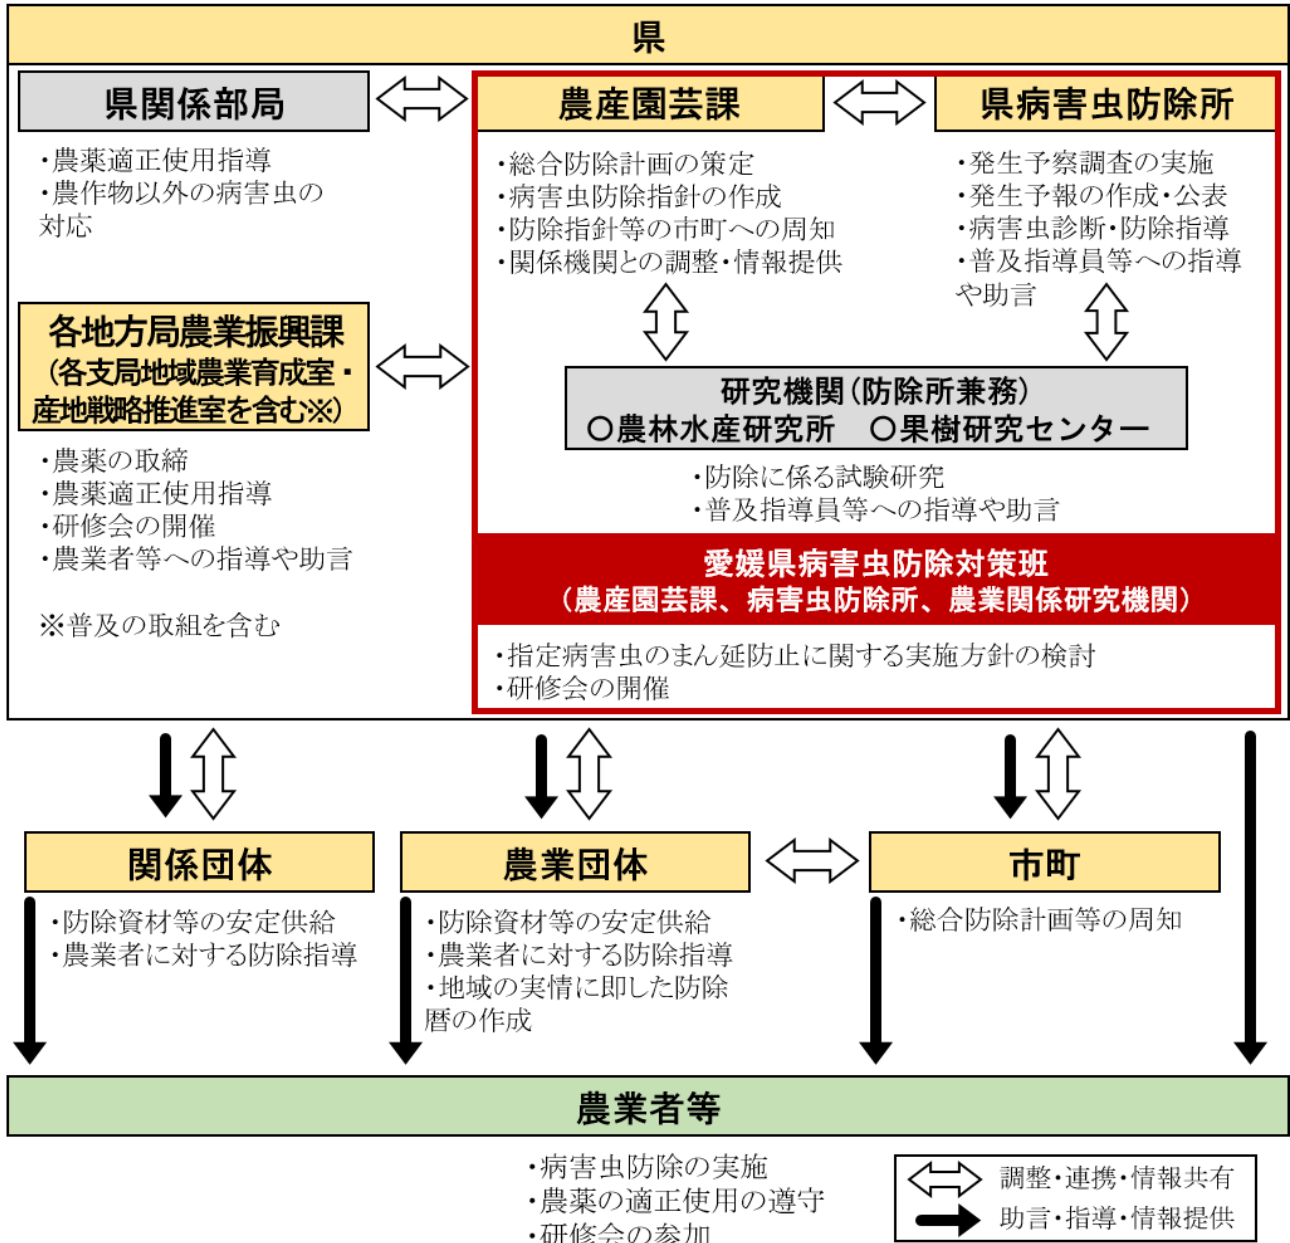 県
県関係部局
・農薬適正使用指導
・農作物以外の病害虫の
対応
農産園芸課
・総合防除計画の策定
・病害虫防除指針の作成
・防除指針等の市町への周知
・関係機関との調整・情報提供
県病害虫防除所
・発生予察調査の実施
・発生予報の作成・公表
・病害虫診断・防除指導
・普及指導員等への指導
や助言
各地方局農業振興課
（各支局地域農業育成室・
産地戦略推進室を含む※）
・農薬の取締
・農薬適正使用指導
・研修会の開催
・農業者等への指導や助言
※普及の取組を含む
研究機関（防除所兼務）
〇農林水産研究所　〇果樹研究センター
・防除に係る試験研究
・普及指導員等への指導や助言
愛媛県病害虫防除対策班
（農産園芸課、病害虫防除所、農業関係研究機関）
・指定病害虫のまん延防止に関する実施方針の検討
・研修会の開催
関係団体
・防除資材等の安定供給
・農業者に対する防除指導
農業団体
・防除資材等の安定供給
・農業者に対する防除指導
・地域の実情に即した防除
暦の作成
市町
・総合防除計画等の周知
農業者等
・病害虫防除の実施
・農薬の適正使用の遵守
・研修会の参加
調整・連携・情報共有
助言・指導・情報提供